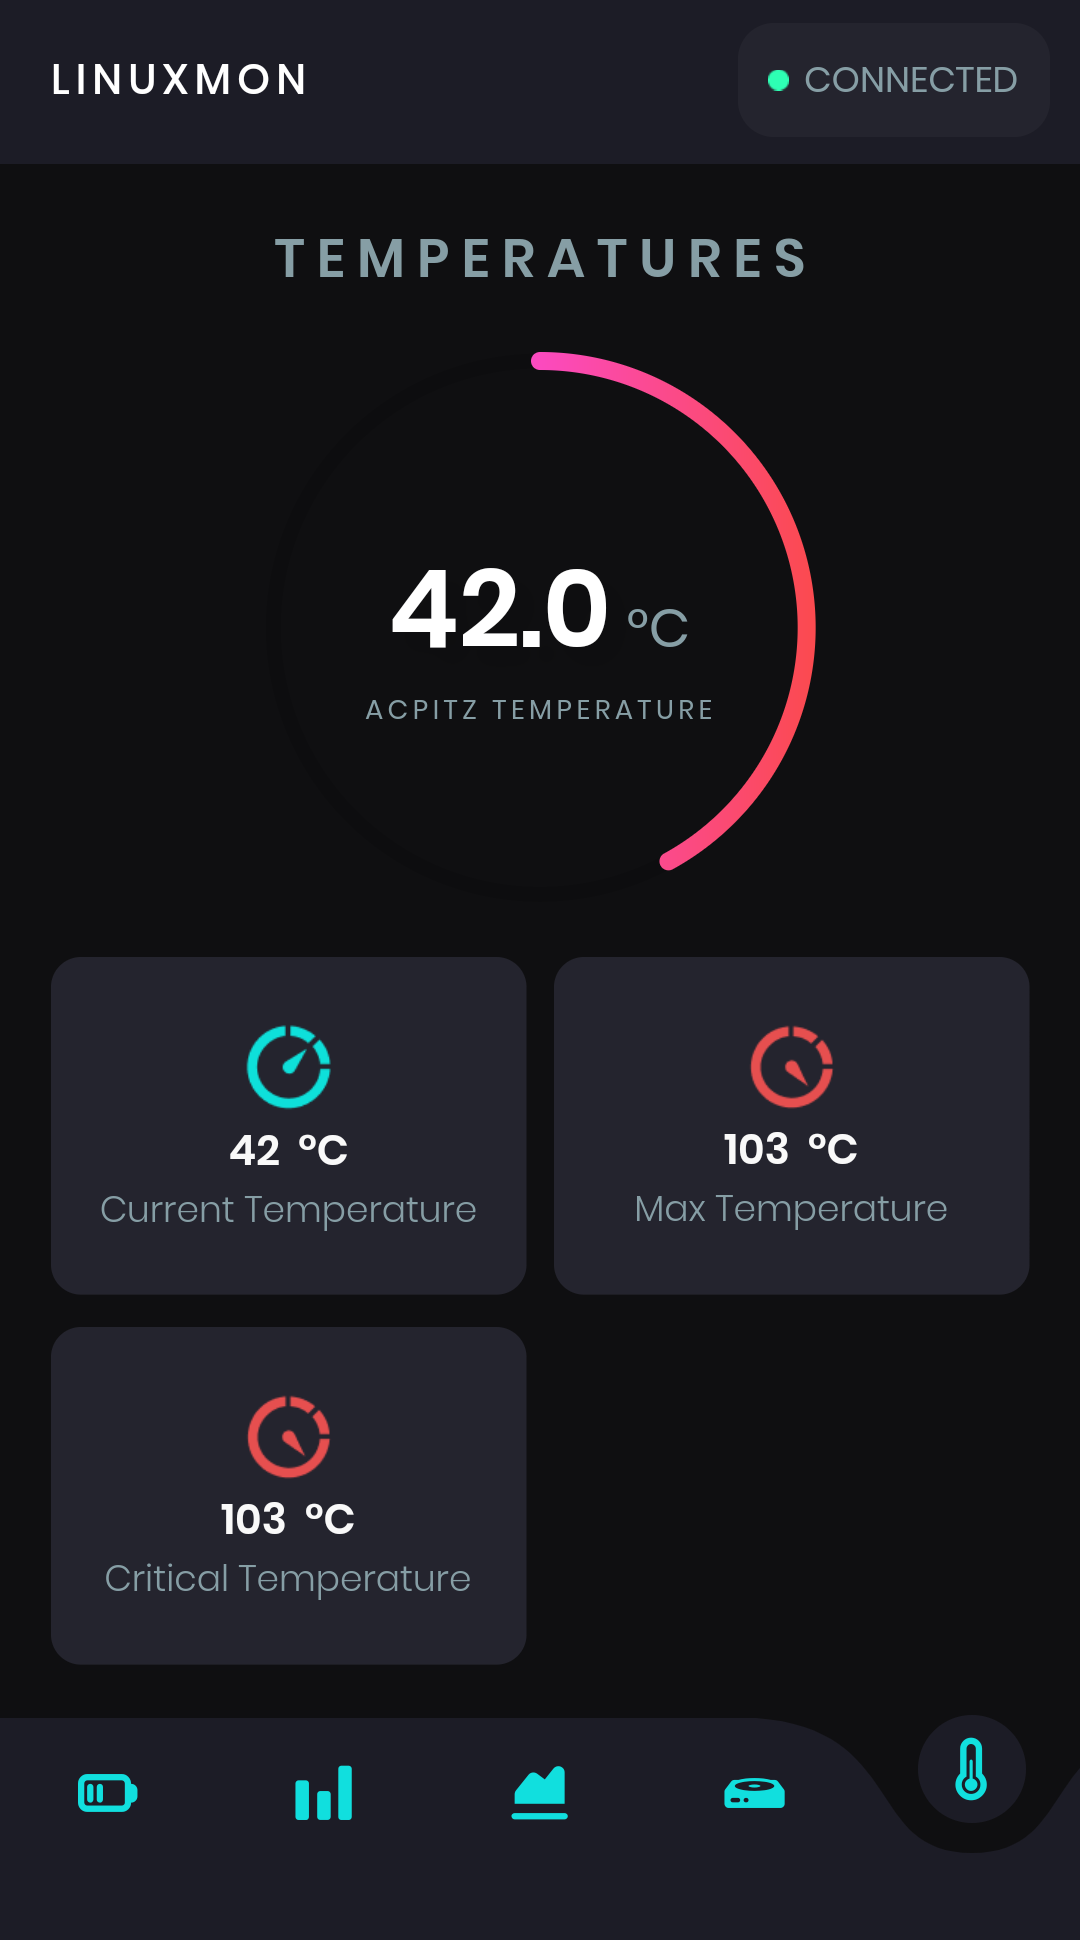 LINUXMON
CONNECTED
TEMPERATURES
42.0 °C
ACPITZ TEMPERATURE
42 °C
Current Temperature
103 °C
Max Temperature
103 °C
Critical Temperature